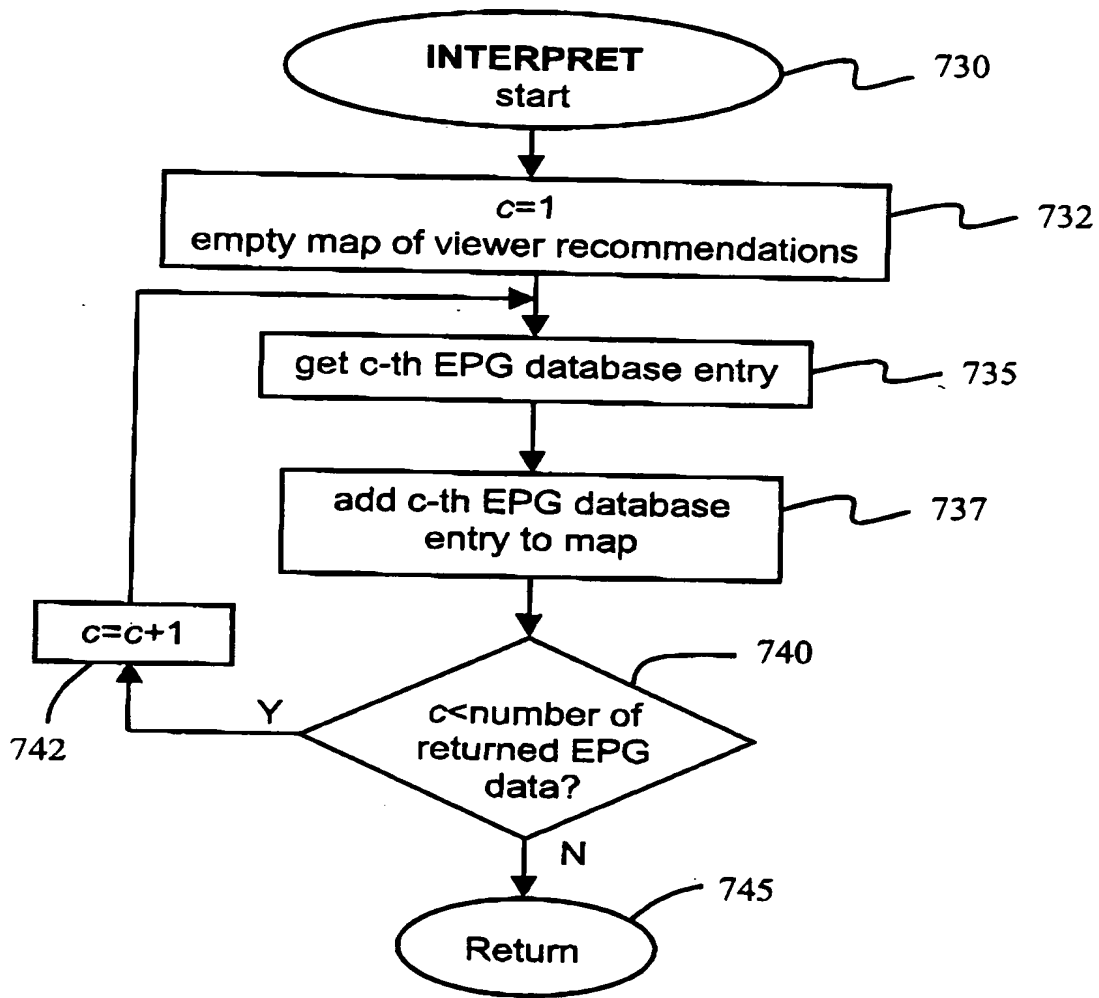 INTERPRET
start
730
c=1
empty map of viewer recommendations
732
get c-th EPG database entry
735
add c-th EPG database
entry to map
737
c=c+1
742
740
Y
c<number of
returned EPG
data?
N
745
Return